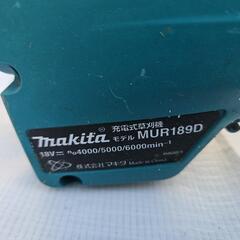 makita 充電式草刈機
モデル MUR189D
18V⎓ n₀4000/5000/6000min⁻¹
株式会社マキタ Made in China